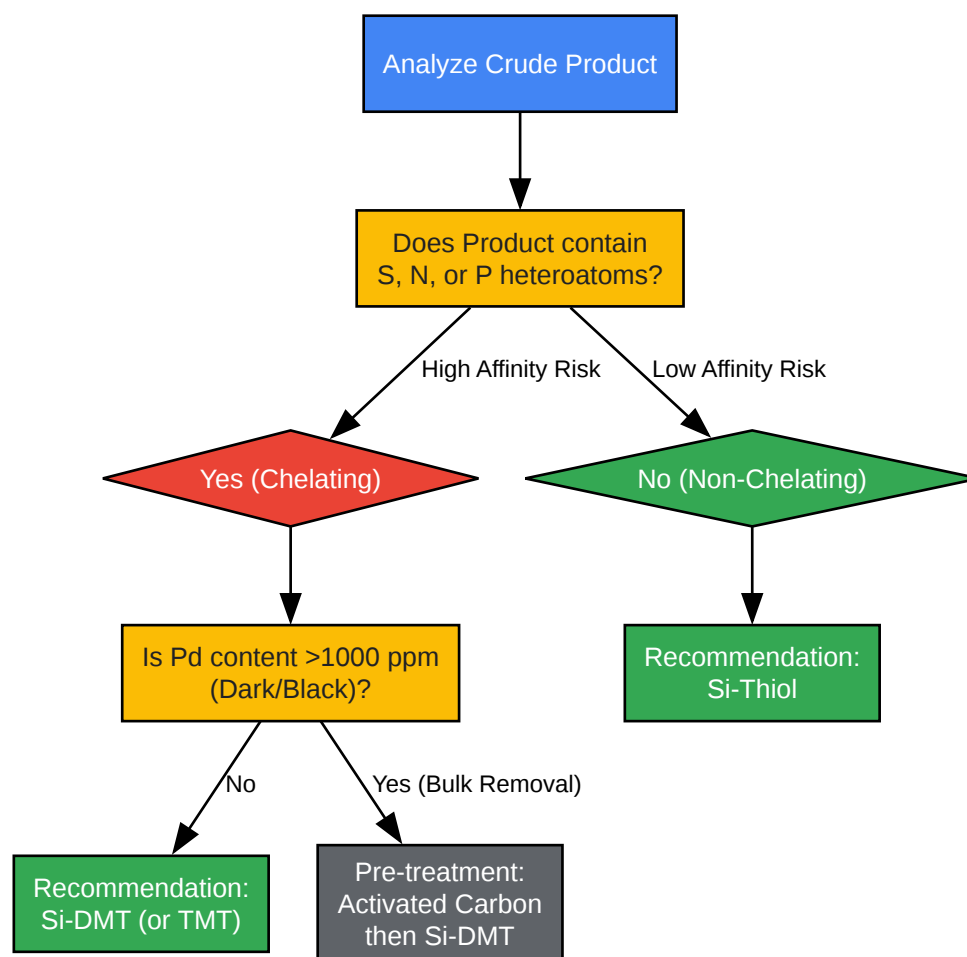 Analyze Crude Product
Does Product contain
S, N, or P heteroatoms?
High Affinity Risk
Low Affinity Risk
Yes (Chelating)
No (Non-Chelating)
Is Pd content >1000 ppm
(Dark/Black)?
Recommendation:
Si-Thiol
No
Yes (Bulk Removal)
Recommendation:
Si-DMT (or TMT)
Pre-treatment:
Activated Carbon
then Si-DMT